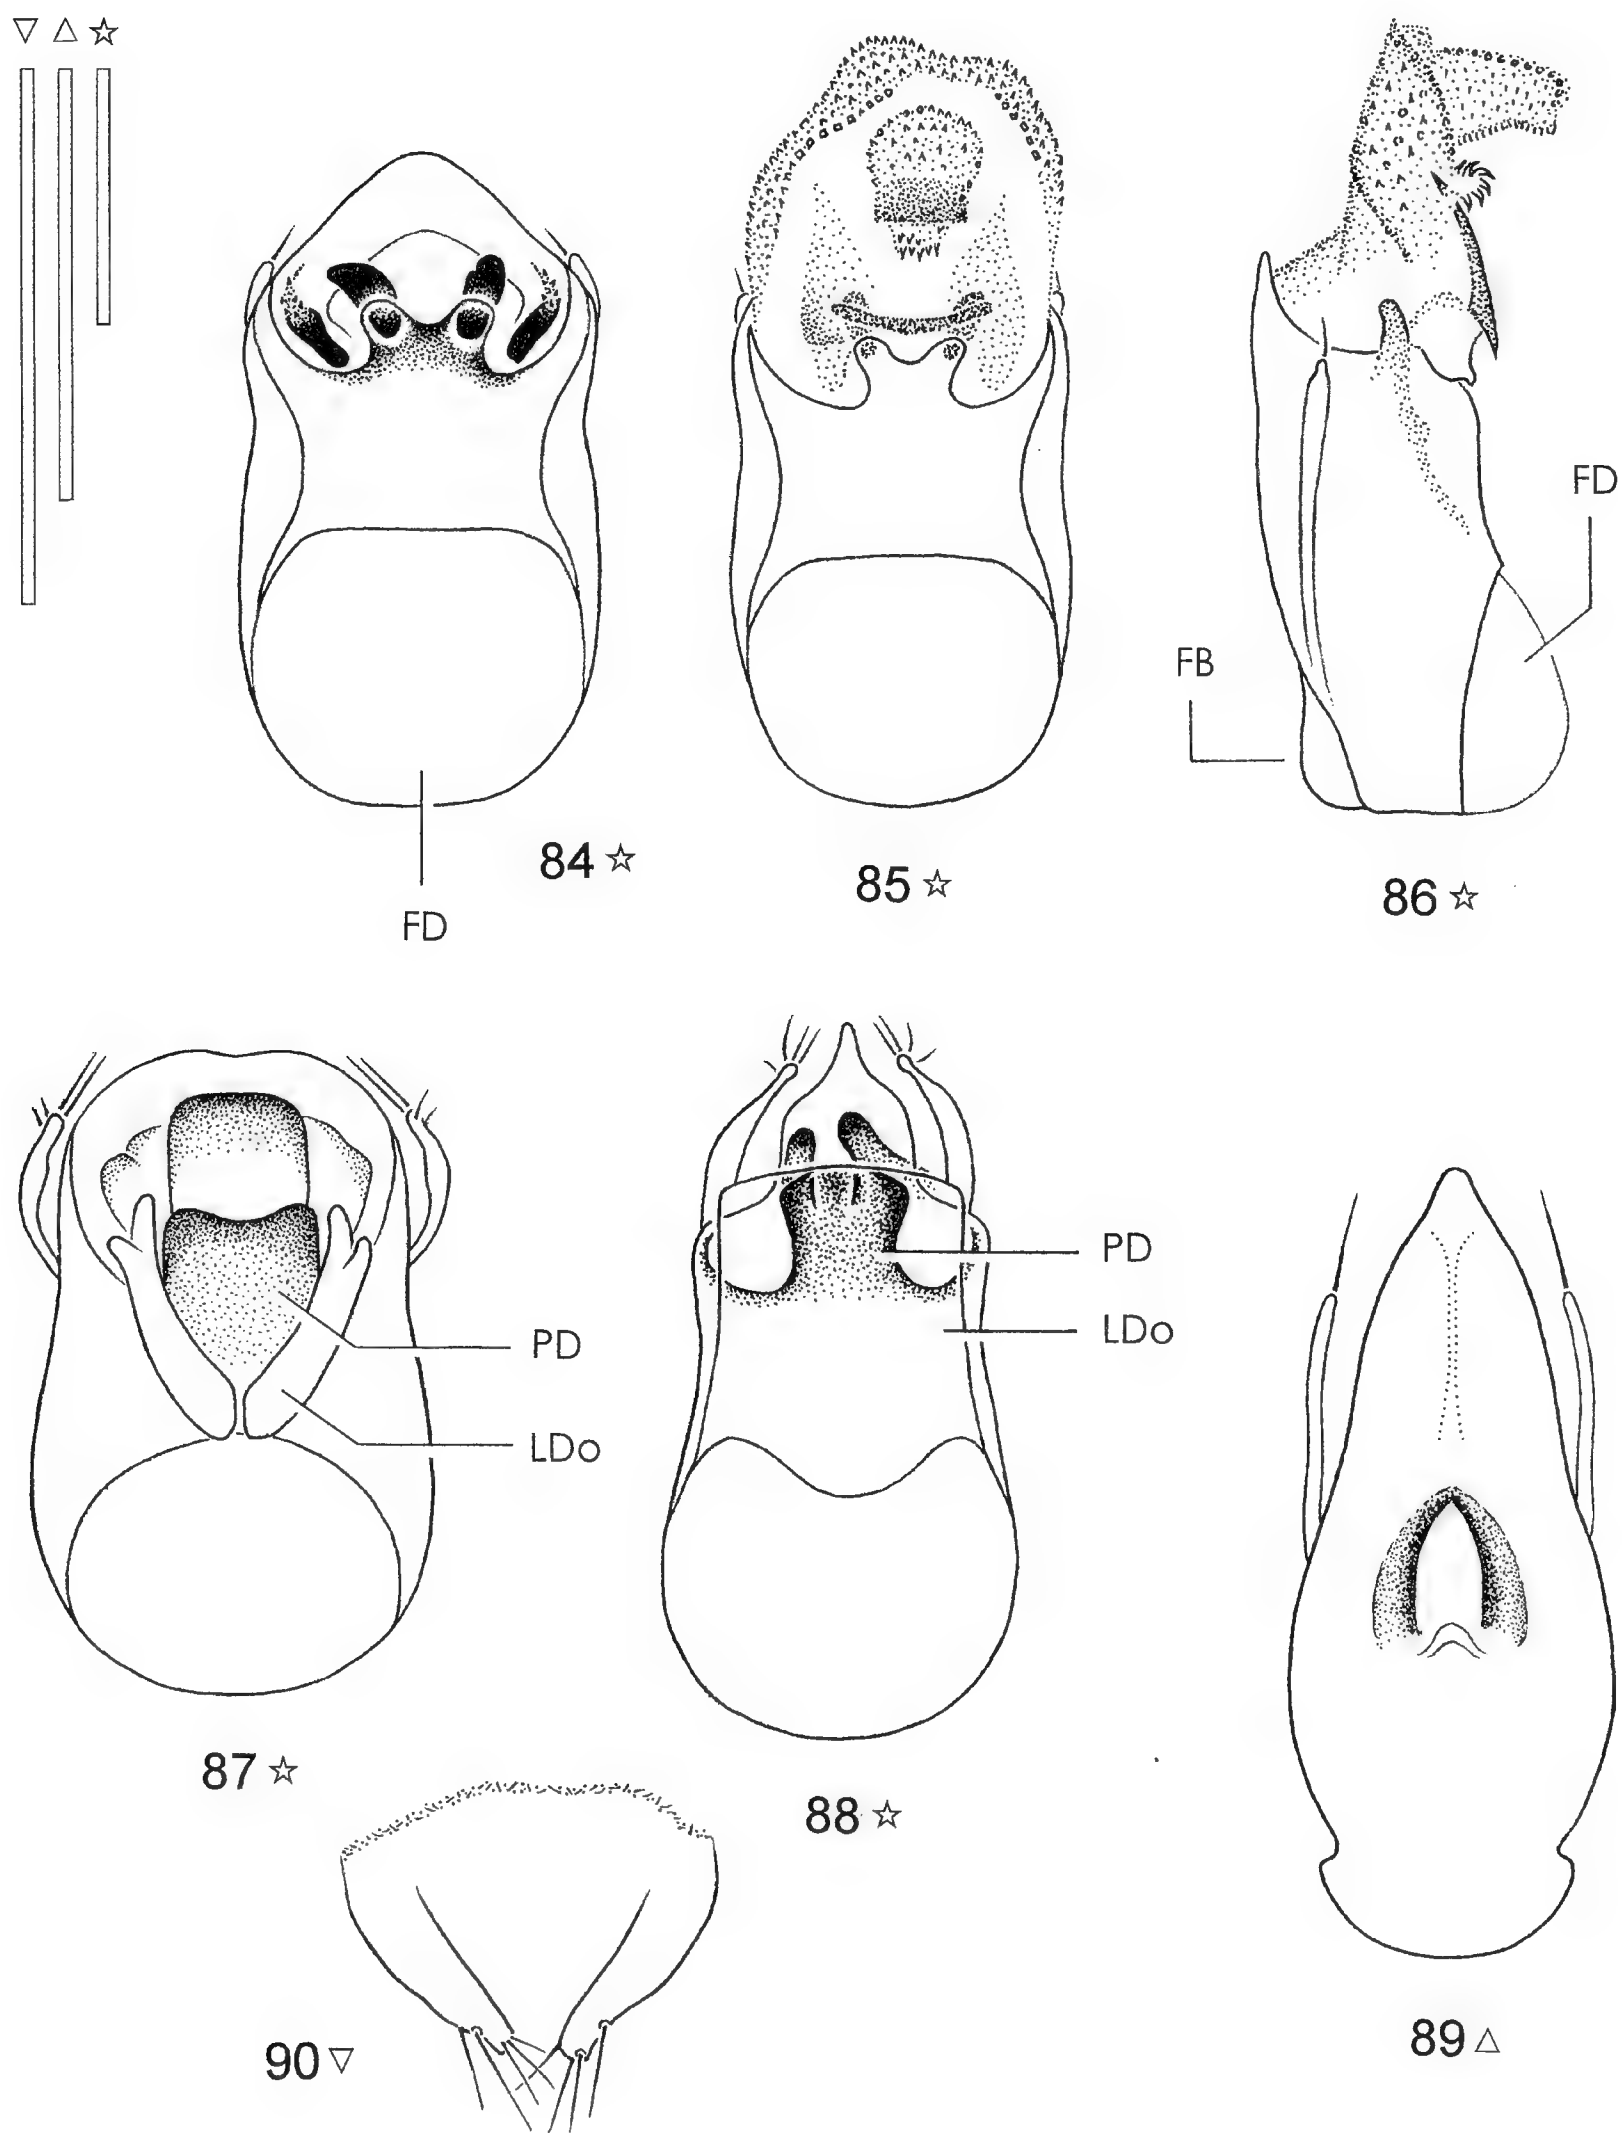 ▽ △ ☆
FD
FB
84 ☆
85 ☆
86 ☆
FD
PD
LDo
PD
LDo
87 ☆
88 ☆
89 △
90 ▽